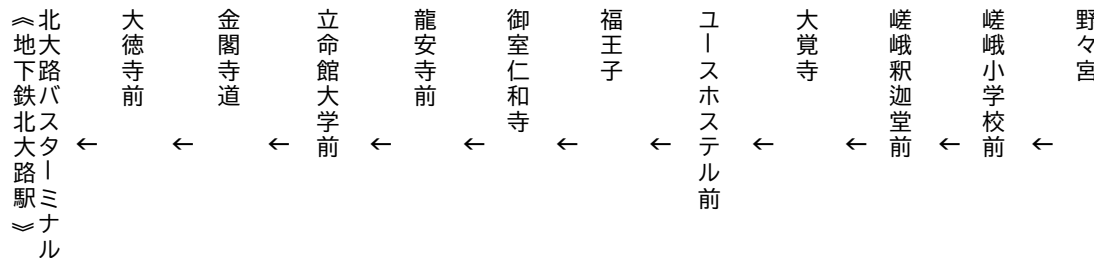 野々宮
←
嵯峨小学校前
←
嵯峨釈迦堂前
←
大覚寺
←
ユースホステル前
←
福王子
←
御室仁和寺
←
龍安寺前
←
立命館大学前
←
金閣寺道
←
大徳寺前
←
北大路バスターミナル
《地下鉄北大路駅》